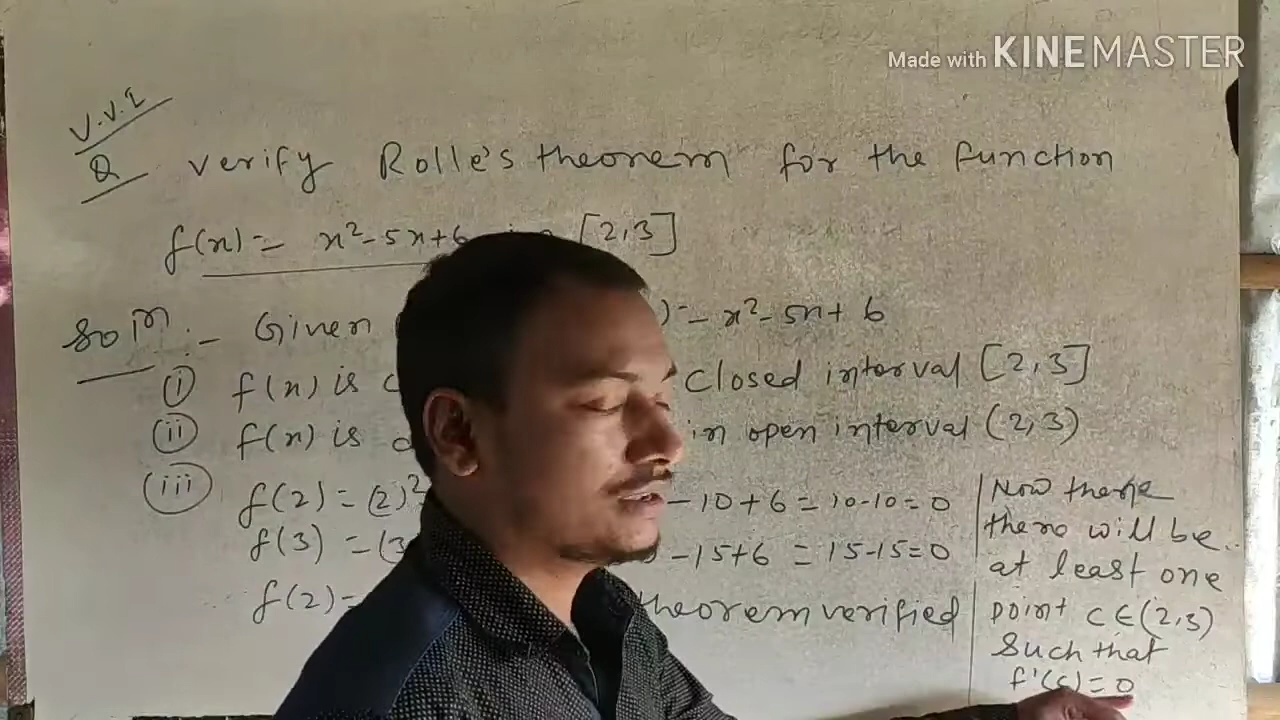 Made with KINEMASTER
V.V.I
Q verify Rolle's theorem for the function
f(x) = x²-5x+6 [2,3]
Soln:- Given ) = x²-5x+6
(i) f(x) is closed interval [2,3]
(ii) f(x) is in open interval (2,3)
(iii) f(2) = (2)² -10+6 = 10-10=0
f(3) = (3 -15+6 = 15-15=0
f(2)= theorem verified
Now there
there will be
at least one
point c∈(2,3)
Such that
f'(c)=0